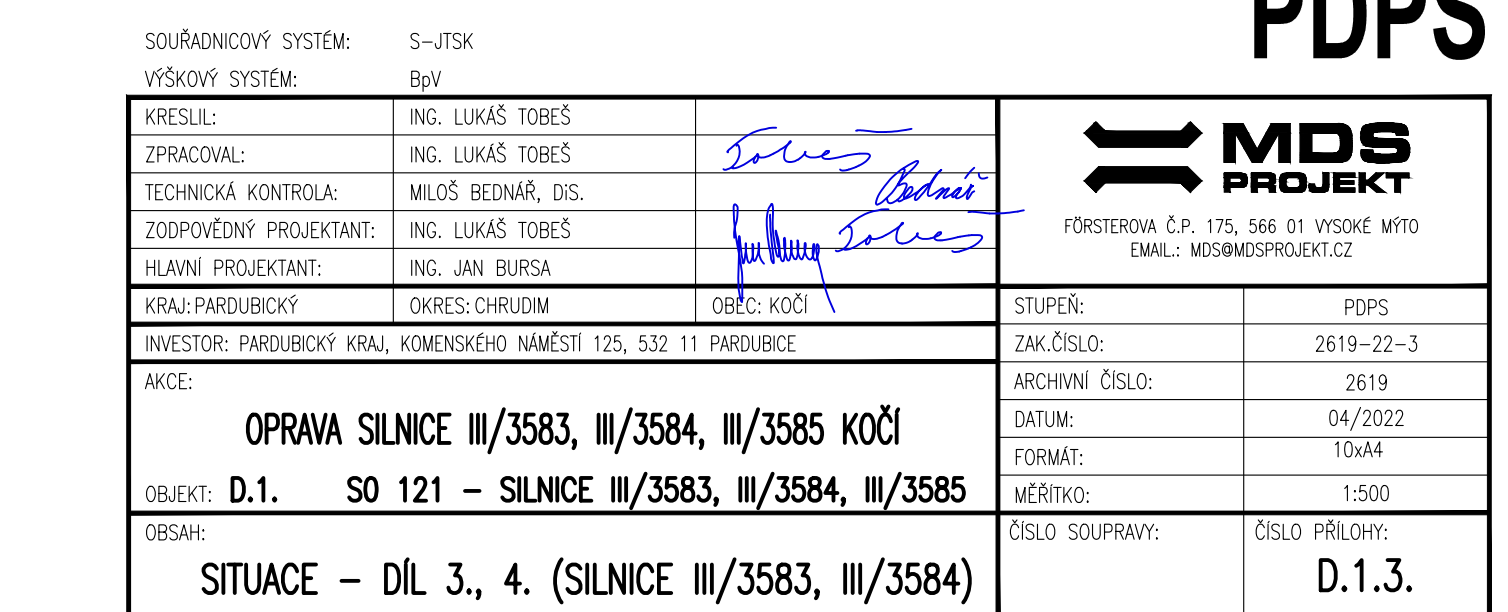 PDPS
SOUŘADNICOVÝ SYSTÉM: S-JTSK
VÝŠKOVÝ SYSTÉM: BpV
KRESLIL: ING. LUKÁŠ TOBEŠ
ZPRACOVAL: ING. LUKÁŠ TOBEŠ Tobeš
TECHNICKÁ KONTROLA: MILOŠ BEDNÁŘ, DiS. Bednář
ZODPOVĚDNÝ PROJEKTANT: ING. LUKÁŠ TOBEŠ Tobeš
HLAVNÍ PROJEKTANT: ING. JAN BURSA
MDS
PROJEKT
FÖRSTEROVA Č.P. 175, 566 01 VYSOKÉ MÝTO
EMAIL.: MDS@MDSPROJEKT.CZ
KRAJ: PARDUBICKÝ OKRES: CHRUDIM OBEC: KOČÍ
INVESTOR: PARDUBICKÝ KRAJ, KOMENSKÉHO NÁMĚSTÍ 125, 532 11 PARDUBICE
AKCE:
OPRAVA SILNICE III/3583, III/3584, III/3585 KOČÍ
OBJEKT: D.1. SO 121 – SILNICE III/3583, III/3584, III/3585
OBSAH:
SITUACE – DÍL 3., 4. (SILNICE III/3583, III/3584)
STUPEŇ: PDPS
ZAK.ČÍSLO: 2619-22-3
ARCHIVNÍ ČÍSLO: 2619
DATUM: 04/2022
FORMÁT: 10xA4
MĚŘÍTKO: 1:500
ČÍSLO SOUPRAVY:
ČÍSLO PŘÍLOHY:
D.1.3.